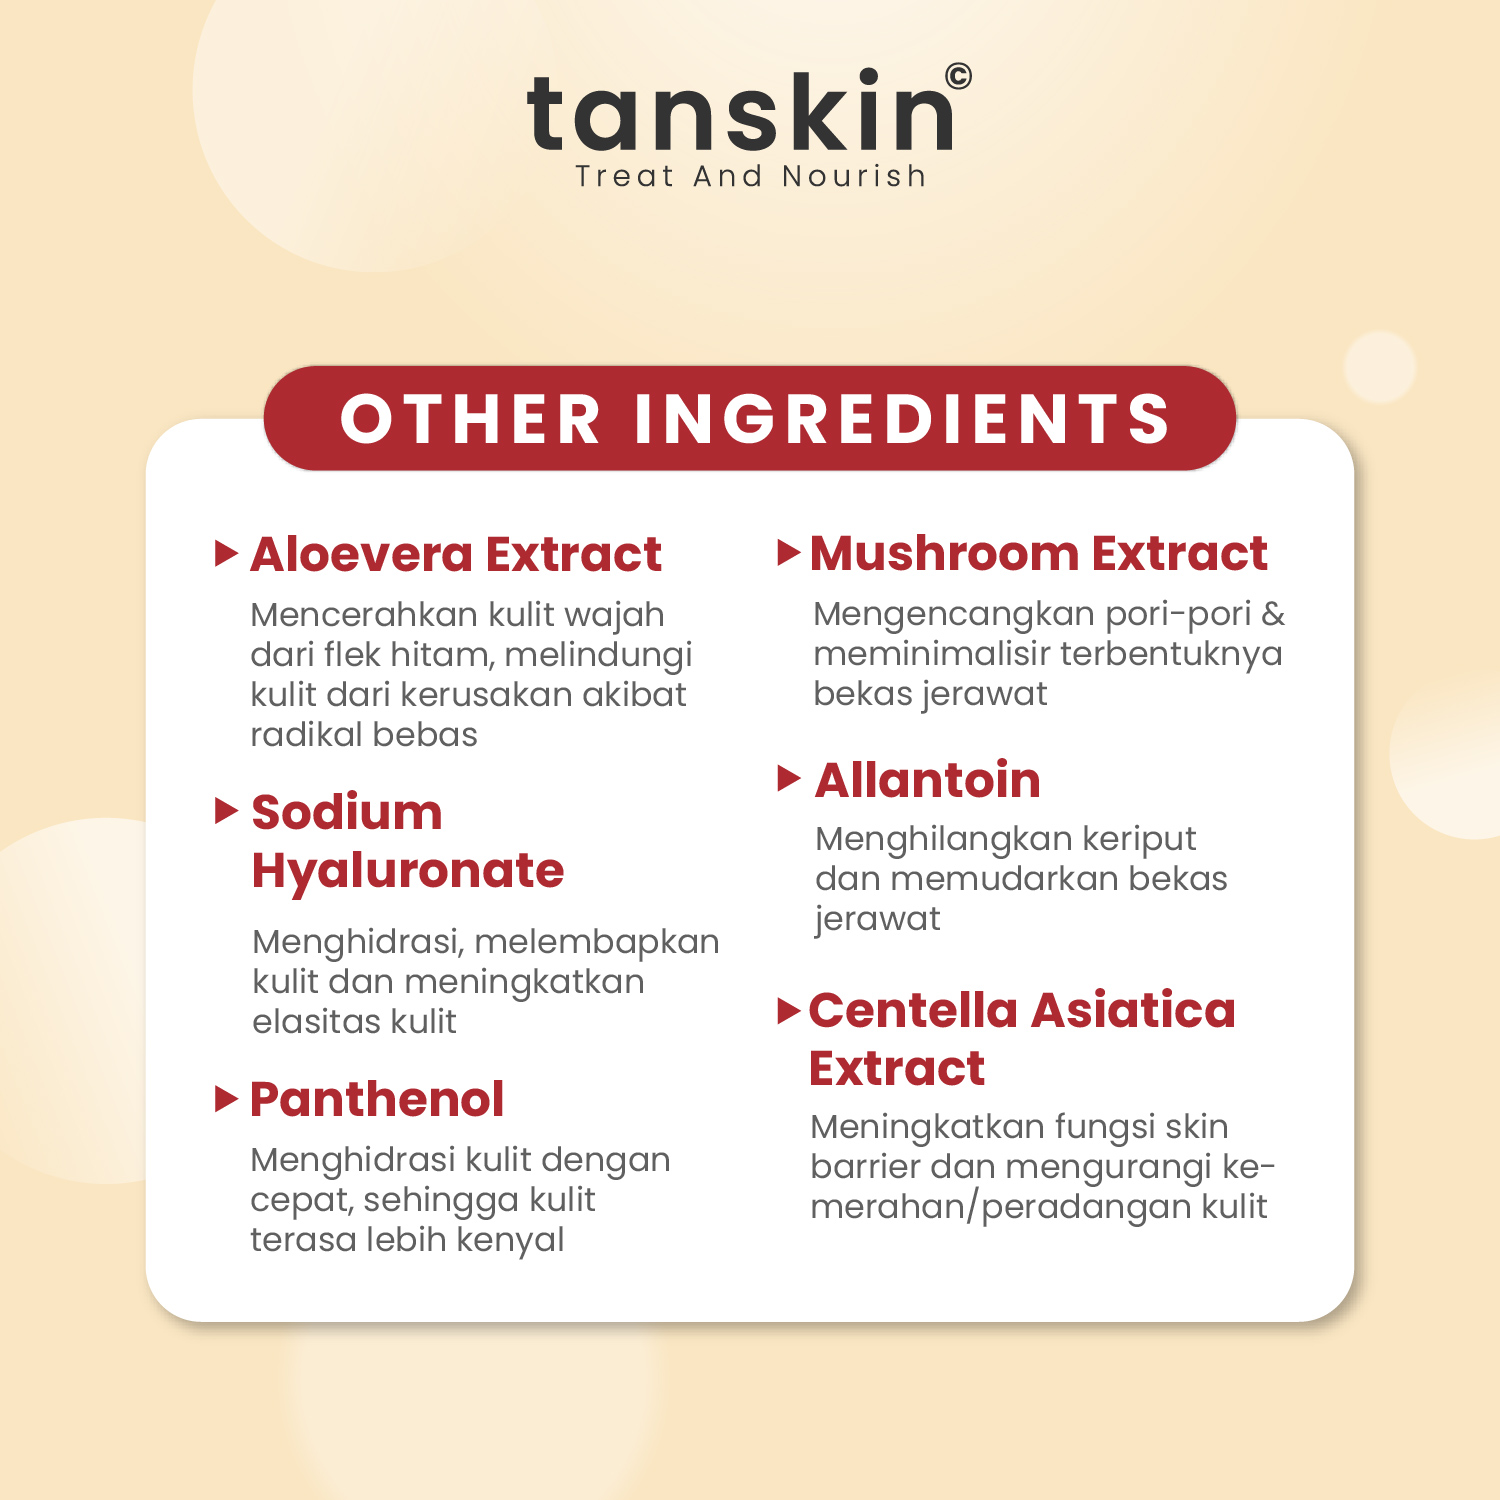 tanskin©
Treat And Nourish
OTHER INGREDIENTS
Aloevera Extract
Mencerahkan kulit wajah
dari flek hitam, melindungi
kulit dari kerusakan akibat
radikal bebas
Sodium
Hyaluronate
Menghidrasi, melembapkan
kulit dan meningkatkan
elasitas kulit
Panthenol
Menghidrasi kulit dengan
cepat, sehingga kulit
terasa lebih kenyal
Mushroom Extract
Mengencangkan pori-pori &
meminimalisir terbentuknya
bekas jerawat
Allantoin
Menghilangkan keriput
dan memudarkan bekas
jerawat
Centella Asiatica
Extract
Meningkatkan fungsi skin
barrier dan mengurangi ke-
merahan/peradangan kulit